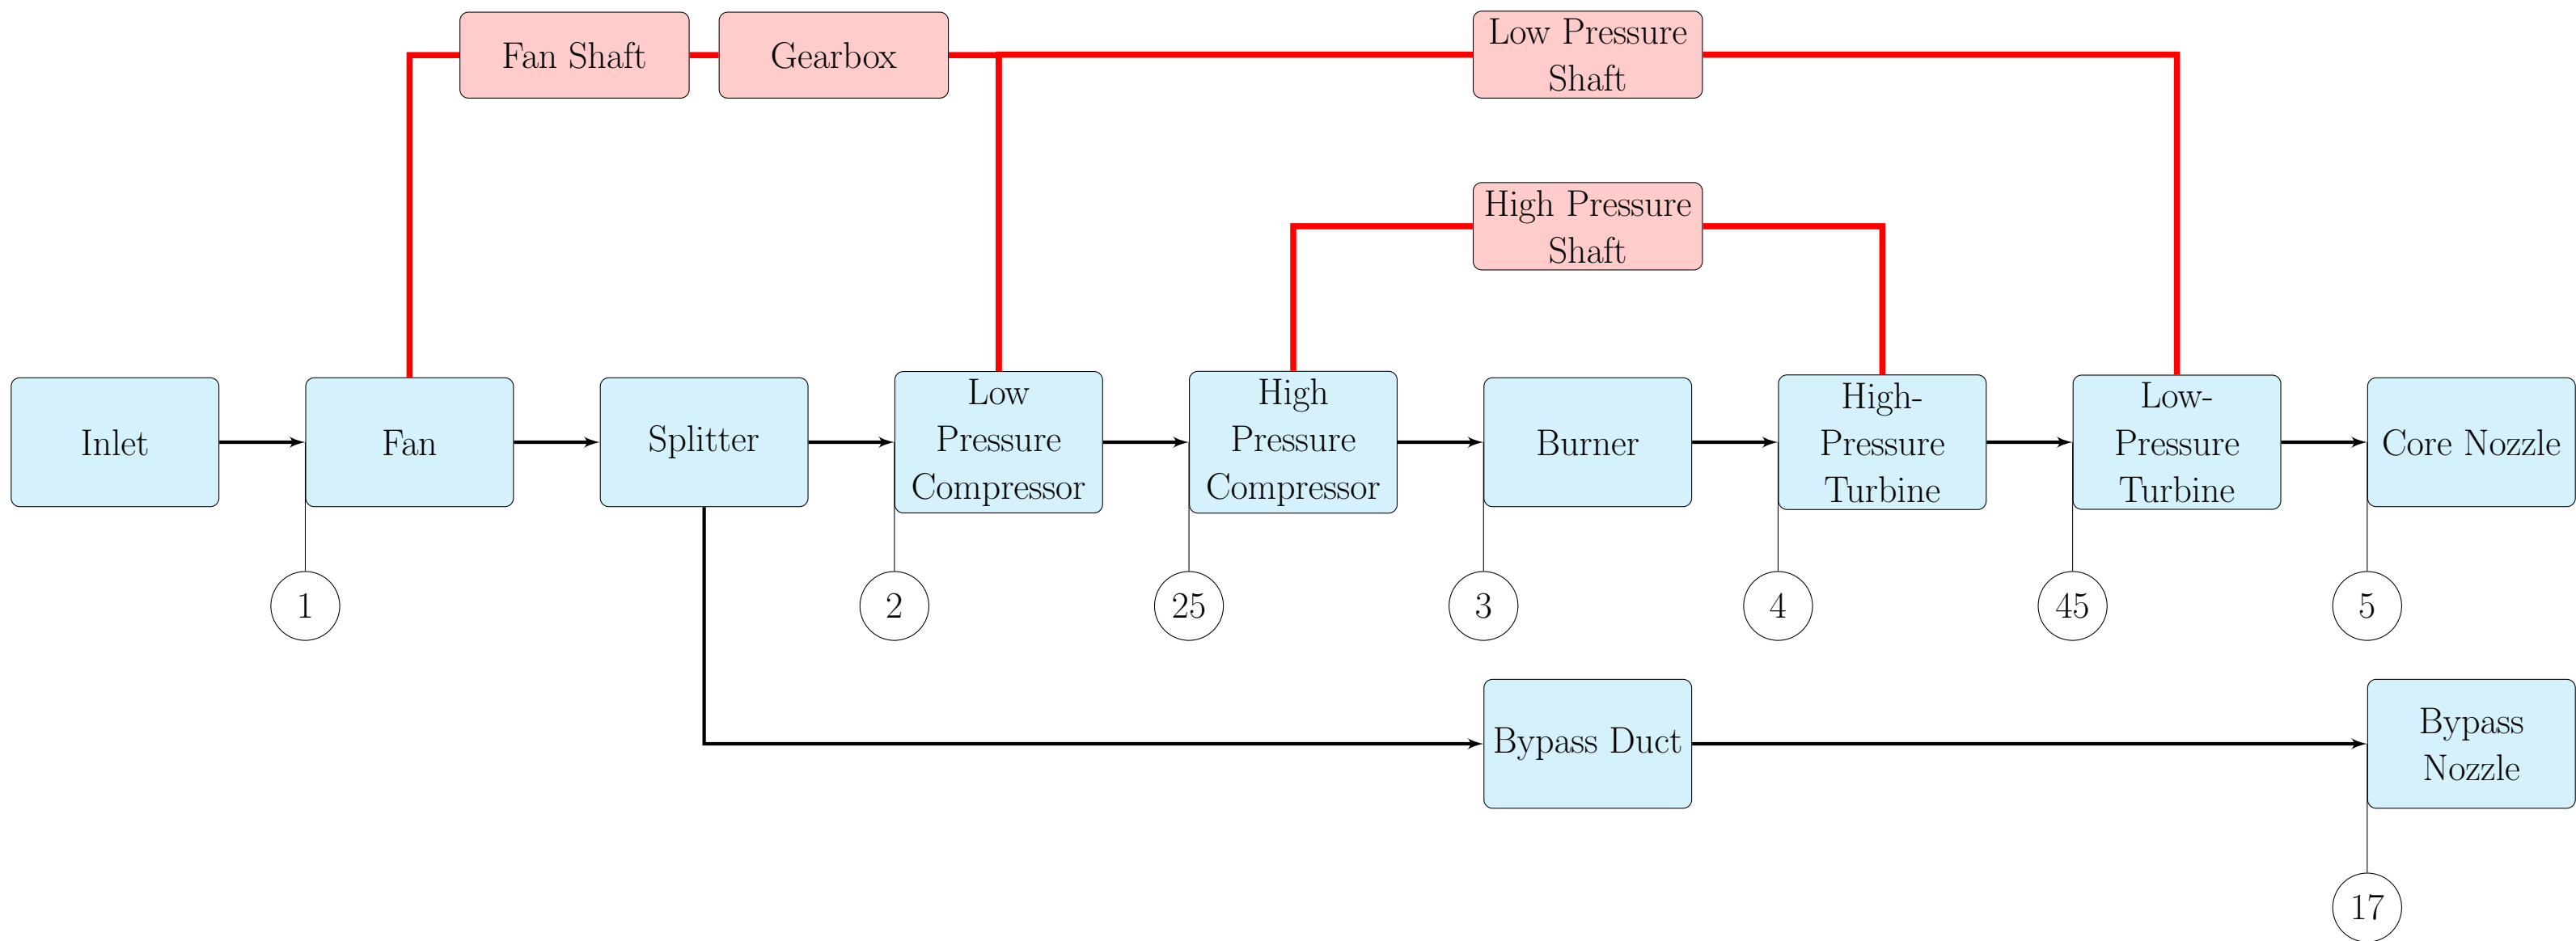 Fan Shaft
Gearbox
Low Pressure
Shaft
High Pressure
Shaft
Inlet
Fan
Splitter
Low
Pressure
Compressor
High
Pressure
Compressor
Burner
High-
Pressure
Turbine
Low-
Pressure
Turbine
Core Nozzle
1
2
25
3
4
45
5
Bypass Duct
Bypass
Nozzle
17